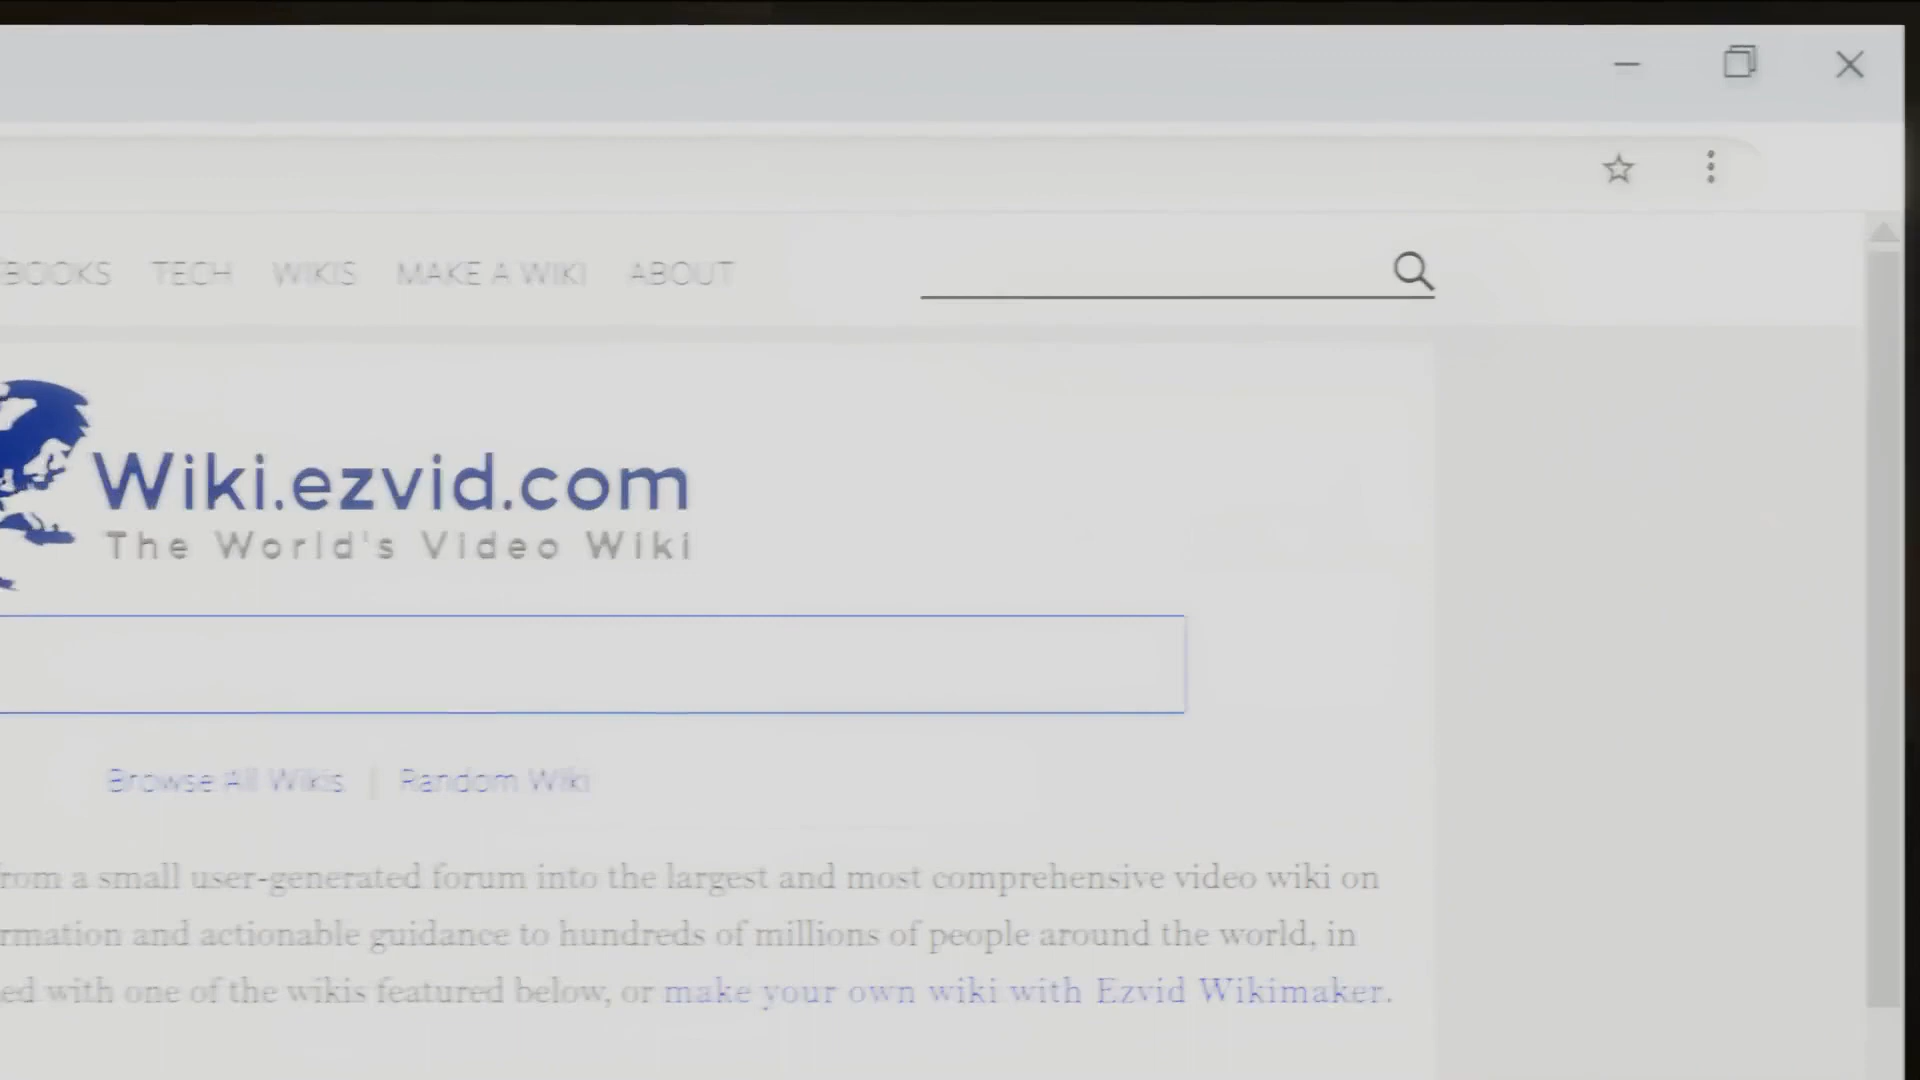 BOOKS TECH WIKIS MAKE A WIKI ABOUT
Wiki.ezvid.com
The World's Video Wiki
Browse All Wikis | Random Wiki
rom a small user-generated forum into the largest and most comprehensive video wiki on
rmation and actionable guidance to hundreds of millions of people around the world, in
ed with one of the wikis featured below, or make your own wiki with Ezvid Wikimaker.